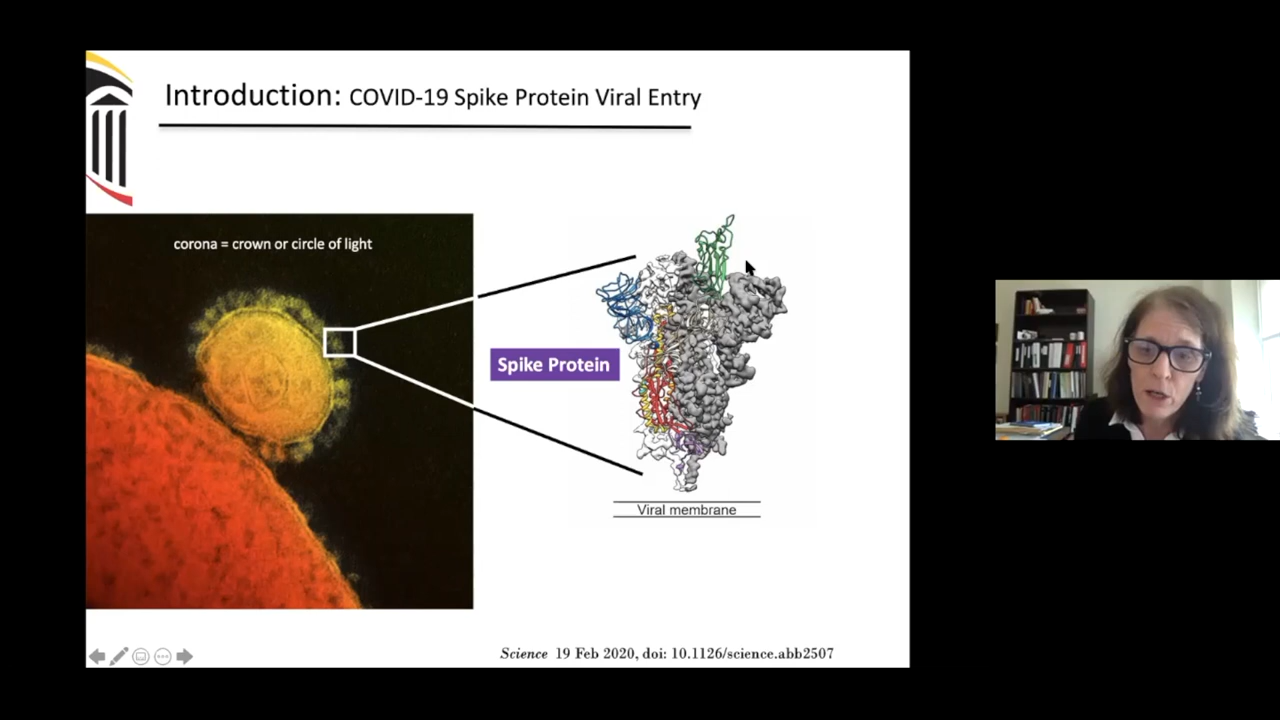 Introduction: COVID-19 Spike Protein Viral Entry
corona = crown or circle of light
Spike Protein
Viral membrane
Science 19 Feb 2020, doi: 10.1126/science.abb2507